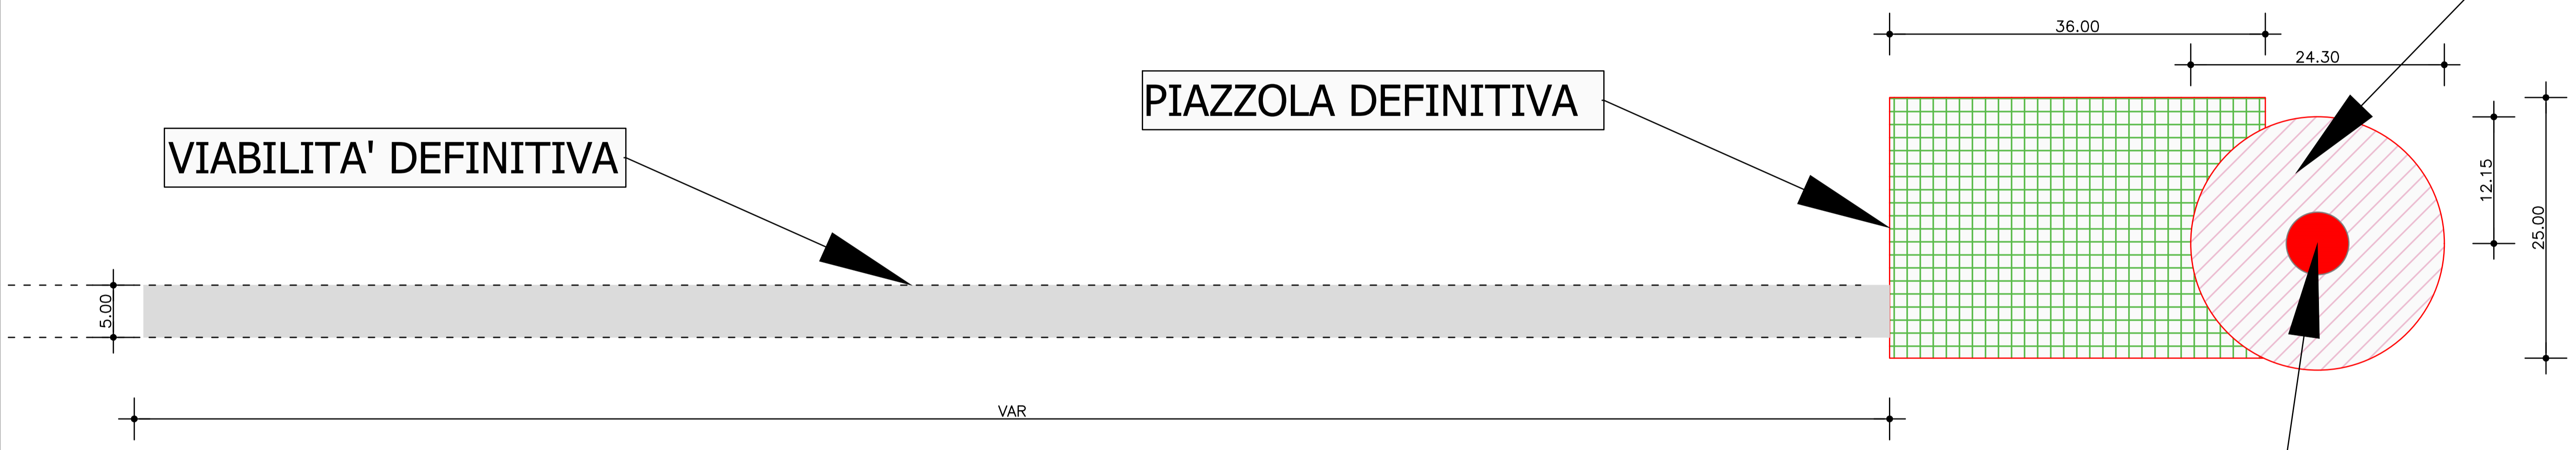 36.00
24.30
PIAZZOLA DEFINITIVA
VIABILITA' DEFINITIVA
12.15
25.00
5.00
VAR